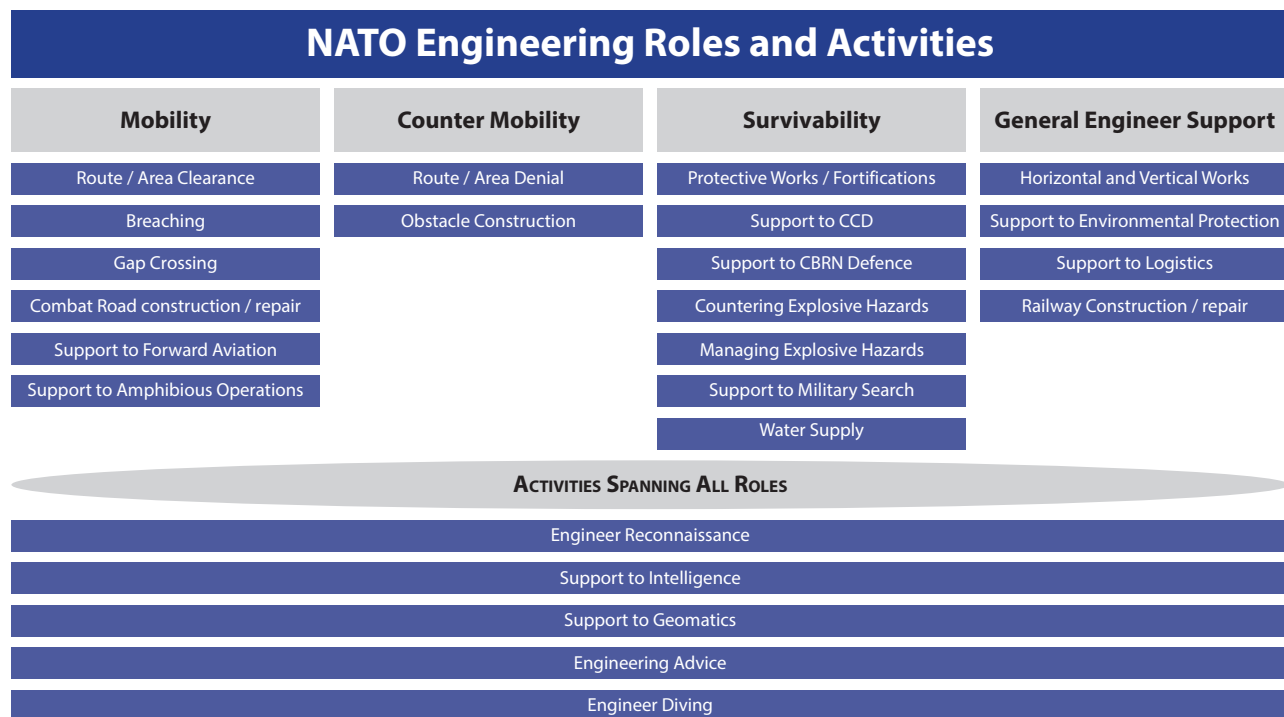 NATO Engineering Roles and Activities
Mobility
Route / Area Clearance
Breaching
Gap Crossing
Combat Road construction / repair
Support to Forward Aviation
Support to Amphibious Operations
Counter Mobility
Route / Area Denial
Obstacle Construction
Survivability
Protective Works / Fortifications
Support to CCD
Support to CBRN Defence
Countering Explosive Hazards
Managing Explosive Hazards
Support to Military Search
Water Supply
General Engineer Support
Horizontal and Vertical Works
Support to Environmental Protection
Support to Logistics
Railway Construction / repair
Activities Spanning All Roles
Engineer Reconnaissance
Support to Intelligence
Support to Geomatics
Engineering Advice
Engineer Diving